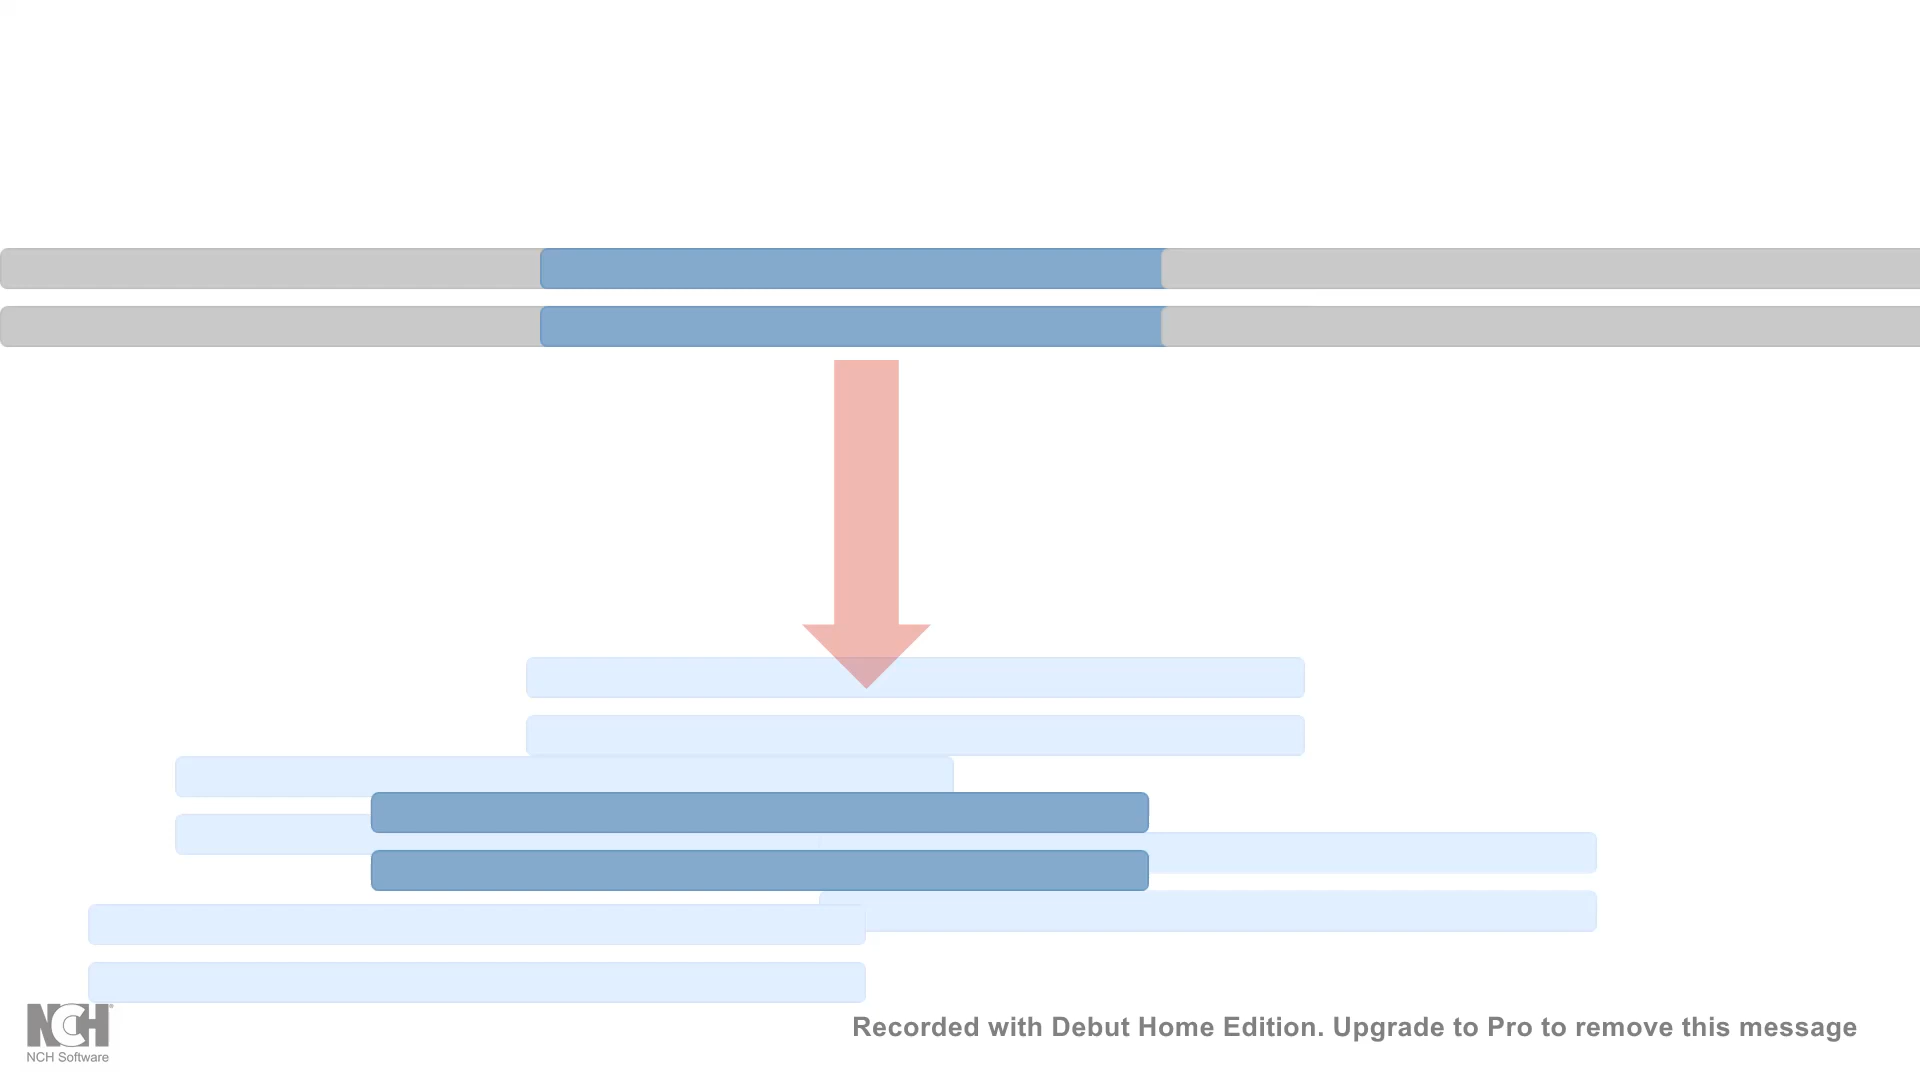 NCH
NCH Software
Recorded with Debut Home Edition. Upgrade to Pro to remove this message